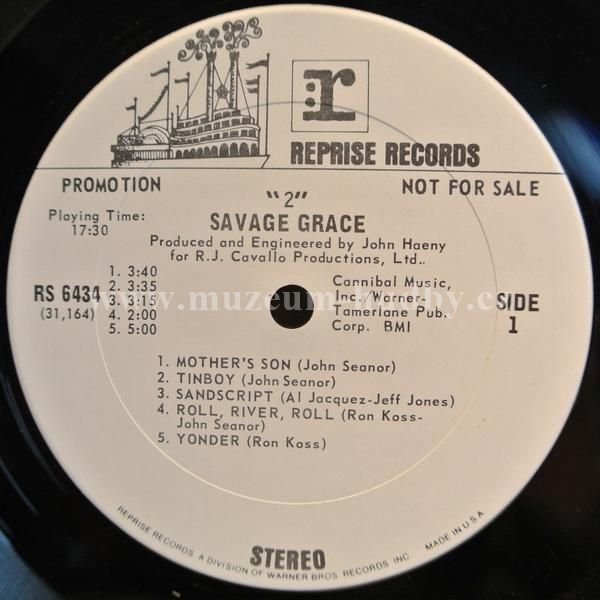 r
REPRISE RECORDS
PROMOTION
NOT FOR SALE
"2"
Playing Time:
17:30
SAVAGE GRACE
Produced and Engineered by John Haeny
for R.J. Cavallo Productions, Ltd..
1. 3:40
2. 3:35
3. 3:15
4. 2:00
5. 5:00
Cannibal Music,
Inc./Warner-
Tamerlane Pub.
Corp. BMI
RS 6434
(31,164)
SIDE
1
1. MOTHER'S SON (John Seanor)
2. TINBOY (John Seanor)
3. SANDSCRIPT (Al Jacquez-Jeff Jones)
4. ROLL, RIVER, ROLL (Ron Koss-
John Seanor)
5. YONDER (Ron Koss)
STEREO
REPRISE RECORDS, A DIVISION OF WARNER BROS. RECORDS INC. MADE IN U.S.A.